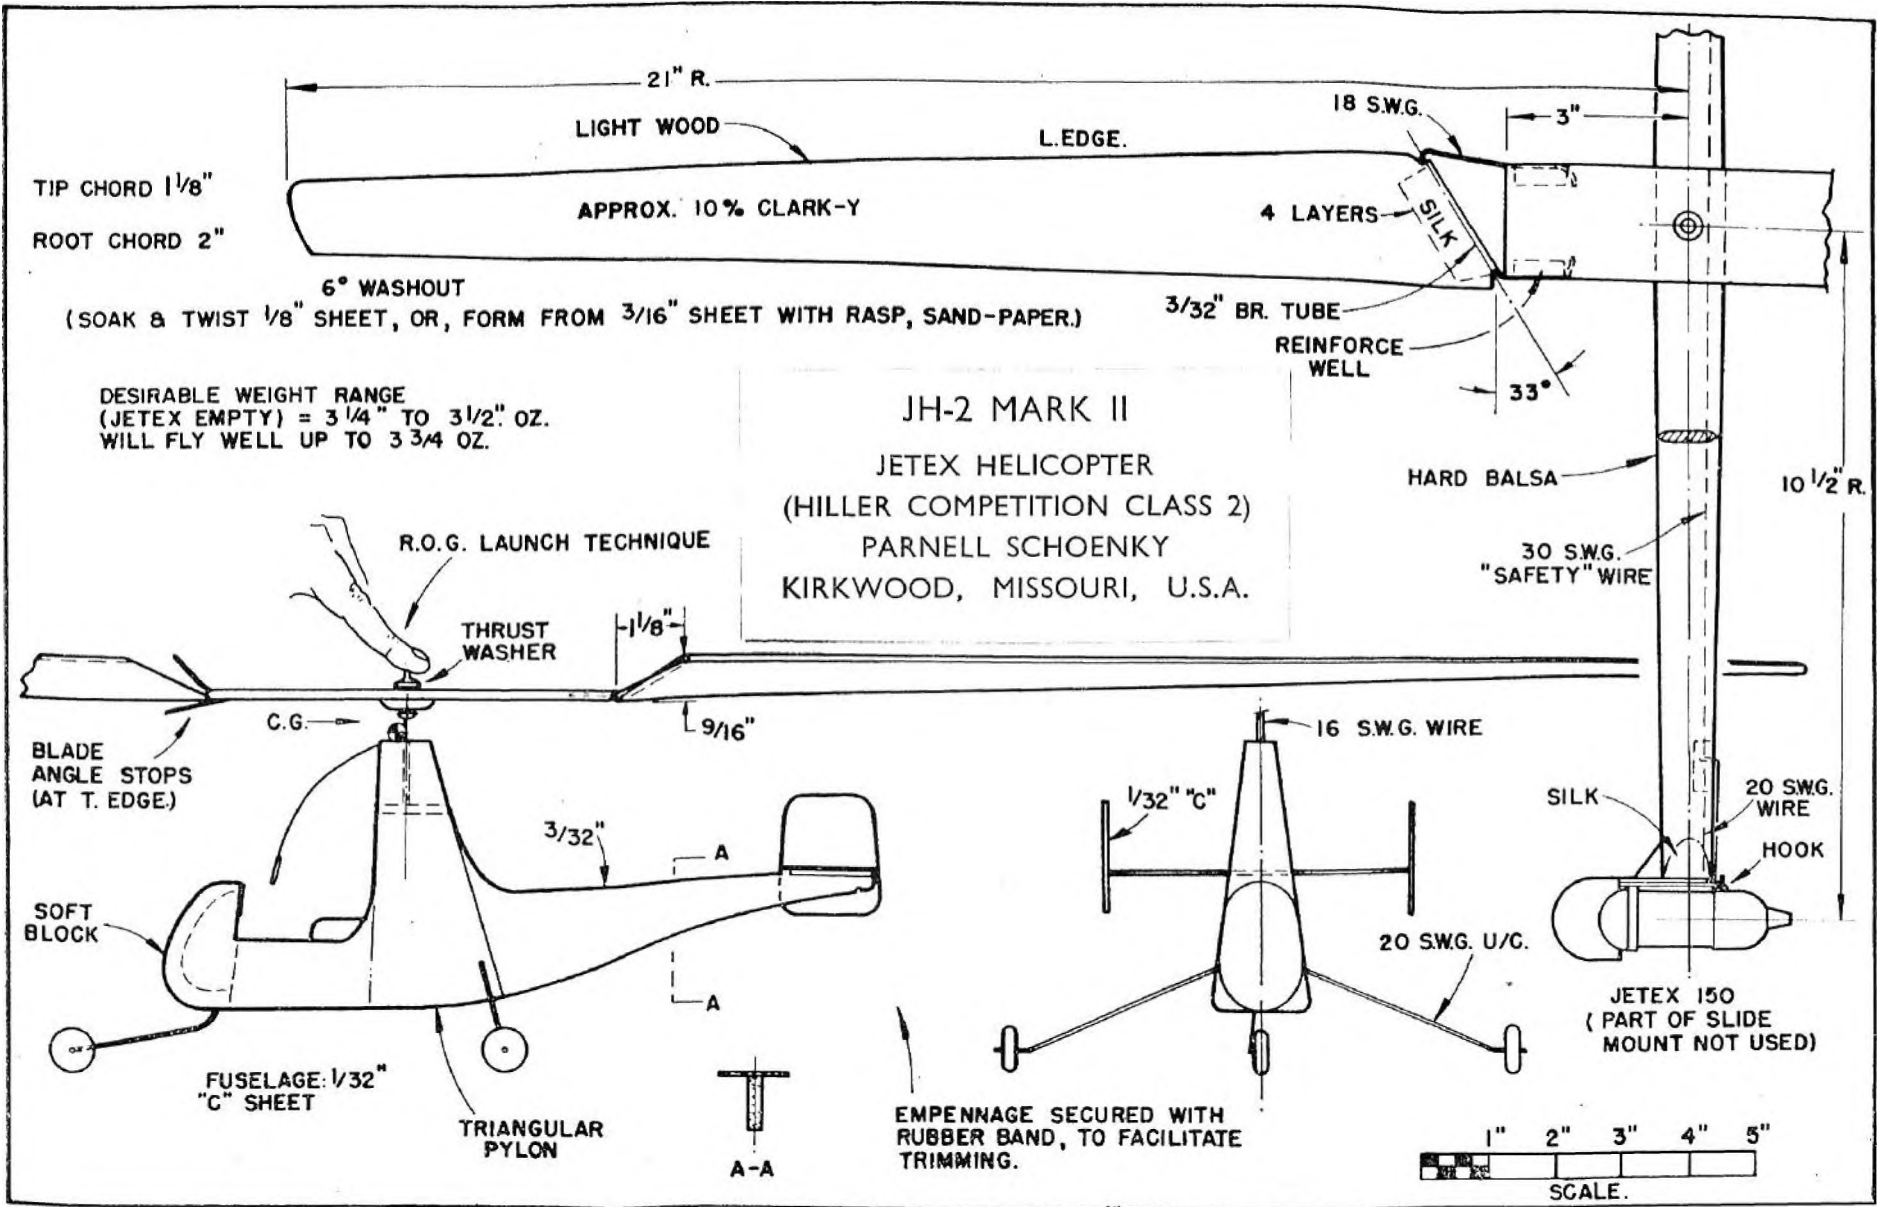 21" R.
18 S.W.G.
3"
LIGHT WOOD
L.EDGE.
TIP CHORD 1 1/8"
ROOT CHORD 2"
APPROX. 10% CLARK-Y
4 LAYERS
SILK
6° WASHOUT
(SOAK & TWIST 1/8" SHEET, OR, FORM FROM 3/16" SHEET WITH RASP, SAND-PAPER.)
3/32" BR. TUBE
REINFORCE
WELL
33°
DESIRABLE WEIGHT RANGE
(JETEX EMPTY) = 3 1/4" TO 3 1/2". OZ.
WILL FLY WELL UP TO 3 3/4 OZ.
JH-2 MARK II
JETEX HELICOPTER
(HILLER COMPETITION CLASS 2)
PARNELL SCHOENKY
KIRKWOOD, MISSOURI, U.S.A.
HARD BALSA
10 1/2" R.
30 S.W.G.
"SAFETY" WIRE
R.O.G. LAUNCH TECHNIQUE
THRUST
WASHER
1 1/8"
C.G.
9/16"
16 S.W.G. WIRE
BLADE
ANGLE STOPS
(AT T. EDGE.)
3/32"
A
1/32" "C"
SILK
20 S.W.G.
WIRE
HOOK
SOFT
BLOCK
20 S.W.G. U/C.
A
JETEX 150
( PART OF SLIDE
MOUNT NOT USED)
FUSELAGE: 1/32"
"C" SHEET
TRIANGULAR
PYLON
A-A
EMPENNAGE SECURED WITH
RUBBER BAND, TO FACILITATE
TRIMMING.
1" 2" 3" 4" 5"
SCALE.